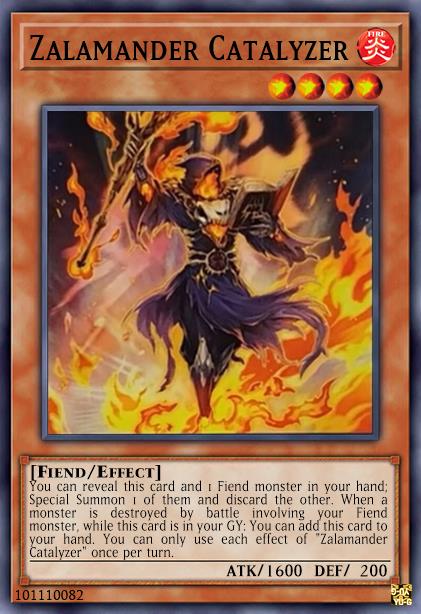 Zalamander Catalyzer
FIRE
炎
[Fiend/Effect]
You can reveal this card and 1 Fiend monster in your hand;
Special Summon 1 of them and discard the other. When a
monster is destroyed by battle involving your Fiend
monster, while this card is in your GY: You can add this card to
your hand. You can only use each effect of "Zalamander
Catalyzer" once per turn.
ATK/1600 DEF/ 200
101110082